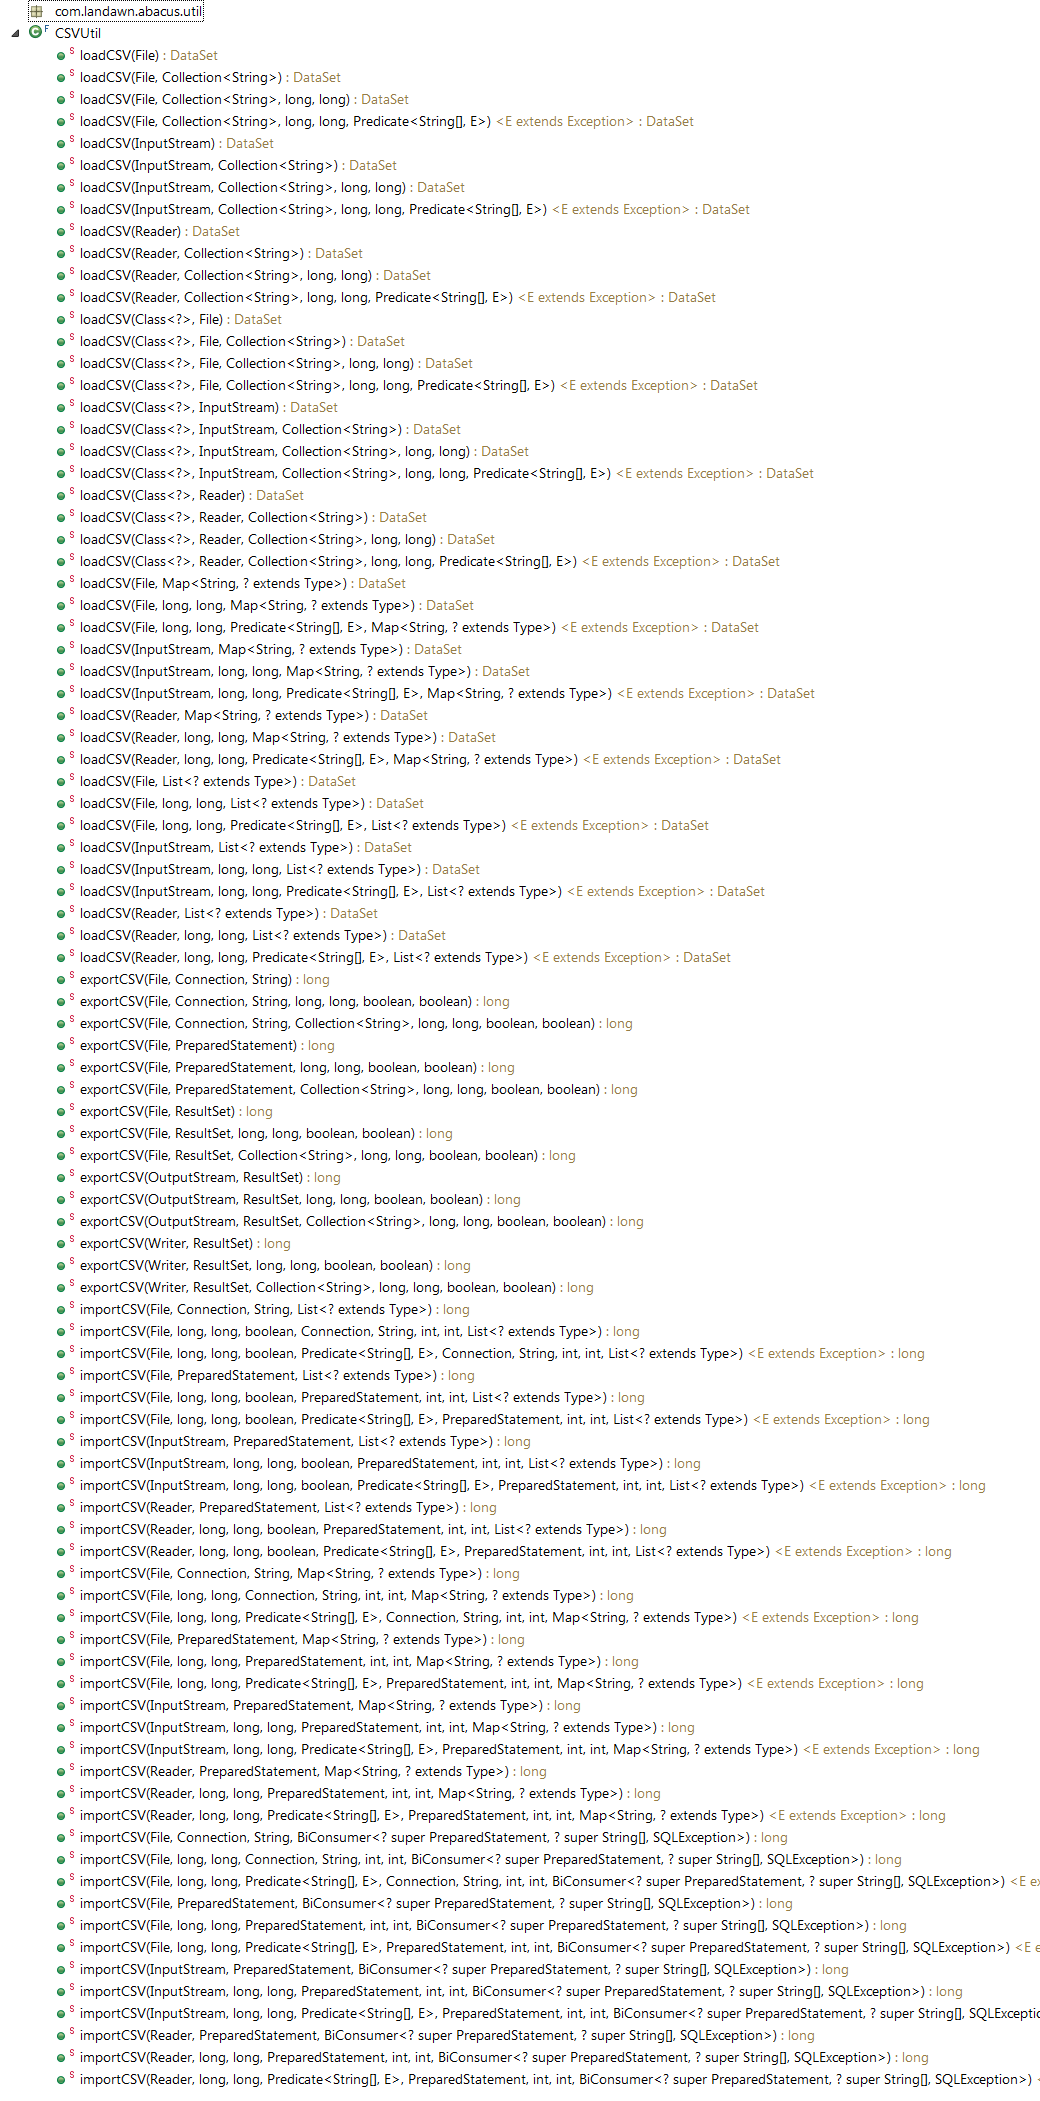 com.landawn.abacus.util
CSVUtil
loadCSV(File) : DataSet
loadCSV(File, Collection<String>) : DataSet
loadCSV(File, Collection<String>, long, long) : DataSet
loadCSV(File, Collection<String>, long, long, Predicate<String[], E>) <E extends Exception> : DataSet
loadCSV(InputStream) : DataSet
loadCSV(InputStream, Collection<String>) : DataSet
loadCSV(InputStream, Collection<String>, long, long) : DataSet
loadCSV(InputStream, Collection<String>, long, long, Predicate<String[], E>) <E extends Exception> : DataSet
loadCSV(Reader) : DataSet
loadCSV(Reader, Collection<String>) : DataSet
loadCSV(Reader, Collection<String>, long, long) : DataSet
loadCSV(Reader, Collection<String>, long, long, Predicate<String[], E>) <E extends Exception> : DataSet
loadCSV(Class<?>, File) : DataSet
loadCSV(Class<?>, File, Collection<String>) : DataSet
loadCSV(Class<?>, File, Collection<String>, long, long) : DataSet
loadCSV(Class<?>, File, Collection<String>, long, long, Predicate<String[], E>) <E extends Exception> : DataSet
loadCSV(Class<?>, InputStream) : DataSet
loadCSV(Class<?>, InputStream, Collection<String>) : DataSet
loadCSV(Class<?>, InputStream, Collection<String>, long, long) : DataSet
loadCSV(Class<?>, InputStream, Collection<String>, long, long, Predicate<String[], E>) <E extends Exception> : DataSet
loadCSV(Class<?>, Reader) : DataSet
loadCSV(Class<?>, Reader, Collection<String>) : DataSet
loadCSV(Class<?>, Reader, Collection<String>, long, long) : DataSet
loadCSV(Class<?>, Reader, Collection<String>, long, long, Predicate<String[], E>) <E extends Exception> : DataSet
loadCSV(File, Map<String, ? extends Type>) : DataSet
loadCSV(File, long, long, Map<String, ? extends Type>) : DataSet
loadCSV(File, long, long, Predicate<String[], E>, Map<String, ? extends Type>) <E extends Exception> : DataSet
loadCSV(InputStream, Map<String, ? extends Type>) : DataSet
loadCSV(InputStream, long, long, Map<String, ? extends Type>) : DataSet
loadCSV(InputStream, long, long, Predicate<String[], E>, Map<String, ? extends Type>) <E extends Exception> : DataSet
loadCSV(Reader, Map<String, ? extends Type>) : DataSet
loadCSV(Reader, long, long, Map<String, ? extends Type>) : DataSet
loadCSV(Reader, long, long, Predicate<String[], E>, Map<String, ? extends Type>) <E extends Exception> : DataSet
loadCSV(File, List<? extends Type>) : DataSet
loadCSV(File, long, long, List<? extends Type>) : DataSet
loadCSV(File, long, long, Predicate<String[], E>, List<? extends Type>) <E extends Exception> : DataSet
loadCSV(InputStream, List<? extends Type>) : DataSet
loadCSV(InputStream, long, long, List<? extends Type>) : DataSet
loadCSV(InputStream, long, long, Predicate<String[], E>, List<? extends Type>) <E extends Exception> : DataSet
loadCSV(Reader, List<? extends Type>) : DataSet
loadCSV(Reader, long, long, List<? extends Type>) : DataSet
loadCSV(Reader, long, long, Predicate<String[], E>, List<? extends Type>) <E extends Exception> : DataSet
exportCSV(File, Connection, String) : long
exportCSV(File, Connection, String, long, long, boolean, boolean) : long
exportCSV(File, Connection, String, Collection<String>, long, long, boolean, boolean) : long
exportCSV(File, PreparedStatement) : long
exportCSV(File, PreparedStatement, long, long, boolean, boolean) : long
exportCSV(File, PreparedStatement, Collection<String>, long, long, boolean, boolean) : long
exportCSV(File, ResultSet) : long
exportCSV(File, ResultSet, long, long, boolean, boolean) : long
exportCSV(File, ResultSet, Collection<String>, long, long, boolean, boolean) : long
exportCSV(OutputStream, ResultSet) : long
exportCSV(OutputStream, ResultSet, long, long, boolean, boolean) : long
exportCSV(OutputStream, ResultSet, Collection<String>, long, long, boolean, boolean) : long
exportCSV(Writer, ResultSet) : long
exportCSV(Writer, ResultSet, long, long, boolean, boolean) : long
exportCSV(Writer, ResultSet, Collection<String>, long, long, boolean, boolean) : long
importCSV(File, Connection, String, List<? extends Type>) : long
importCSV(File, long, long, boolean, Connection, String, int, int, List<? extends Type>) : long
importCSV(File, long, long, boolean, Predicate<String[], E>, Connection, String, int, int, List<? extends Type>) <E extends Exception> : long
importCSV(File, PreparedStatement, List<? extends Type>) : long
importCSV(File, long, long, boolean, PreparedStatement, int, int, List<? extends Type>) : long
importCSV(File, long, long, boolean, Predicate<String[], E>, PreparedStatement, int, int, List<? extends Type>) <E extends Exception> : long
importCSV(InputStream, PreparedStatement, List<? extends Type>) : long
importCSV(InputStream, long, long, boolean, PreparedStatement, int, int, List<? extends Type>) : long
importCSV(InputStream, long, long, boolean, Predicate<String[], E>, PreparedStatement, int, int, List<? extends Type>) <E extends Exception> : long
importCSV(Reader, PreparedStatement, List<? extends Type>) : long
importCSV(Reader, long, long, boolean, PreparedStatement, int, int, List<? extends Type>) : long
importCSV(Reader, long, long, boolean, Predicate<String[], E>, PreparedStatement, int, int, List<? extends Type>) <E extends Exception> : long
importCSV(File, Connection, String, Map<String, ? extends Type>) : long
importCSV(File, long, long, Connection, String, int, int, Map<String, ? extends Type>) : long
importCSV(File, long, long, Predicate<String[], E>, Connection, String, int, int, Map<String, ? extends Type>) <E extends Exception> : long
importCSV(File, PreparedStatement, Map<String, ? extends Type>) : long
importCSV(File, long, long, PreparedStatement, int, int, Map<String, ? extends Type>) : long
importCSV(File, long, long, Predicate<String[], E>, PreparedStatement, int, int, Map<String, ? extends Type>) <E extends Exception> : long
importCSV(InputStream, PreparedStatement, Map<String, ? extends Type>) : long
importCSV(InputStream, long, long, PreparedStatement, int, int, Map<String, ? extends Type>) : long
importCSV(InputStream, long, long, Predicate<String[], E>, PreparedStatement, int, int, Map<String, ? extends Type>) <E extends Exception> : long
importCSV(Reader, PreparedStatement, Map<String, ? extends Type>) : long
importCSV(Reader, long, long, PreparedStatement, int, int, Map<String, ? extends Type>) : long
importCSV(Reader, long, long, Predicate<String[], E>, PreparedStatement, int, int, Map<String, ? extends Type>) <E extends Exception> : long
importCSV(File, Connection, String, BiConsumer<? super PreparedStatement, ? super String[], SQLException>) : long
importCSV(File, long, long, Connection, String, int, int, BiConsumer<? super PreparedStatement, ? super String[], SQLException>) : long
importCSV(File, long, long, Predicate<String[], E>, Connection, String, int, int, BiConsumer<? super PreparedStatement, ? super String[], SQLException>) <E e
importCSV(File, PreparedStatement, BiConsumer<? super PreparedStatement, ? super String[], SQLException>) : long
importCSV(File, long, long, PreparedStatement, int, int, BiConsumer<? super PreparedStatement, ? super String[], SQLException>) : long
importCSV(File, long, long, Predicate<String[], E>, PreparedStatement, int, int, BiConsumer<? super PreparedStatement, ? super String[], SQLException>) <E e
importCSV(InputStream, PreparedStatement, BiConsumer<? super PreparedStatement, ? super String[], SQLException>) : long
importCSV(InputStream, long, long, PreparedStatement, int, int, BiConsumer<? super PreparedStatement, ? super String[], SQLException>) : long
importCSV(InputStream, long, long, Predicate<String[], E>, PreparedStatement, int, int, BiConsumer<? super PreparedStatement, ? super String[], SQLExceptio
importCSV(Reader, PreparedStatement, BiConsumer<? super PreparedStatement, ? super String[], SQLException>) : long
importCSV(Reader, long, long, PreparedStatement, int, int, BiConsumer<? super PreparedStatement, ? super String[], SQLException>) : long
importCSV(Reader, long, long, Predicate<String[], E>, PreparedStatement, int, int, BiConsumer<? super PreparedStatement, ? super String[], SQLException>) <